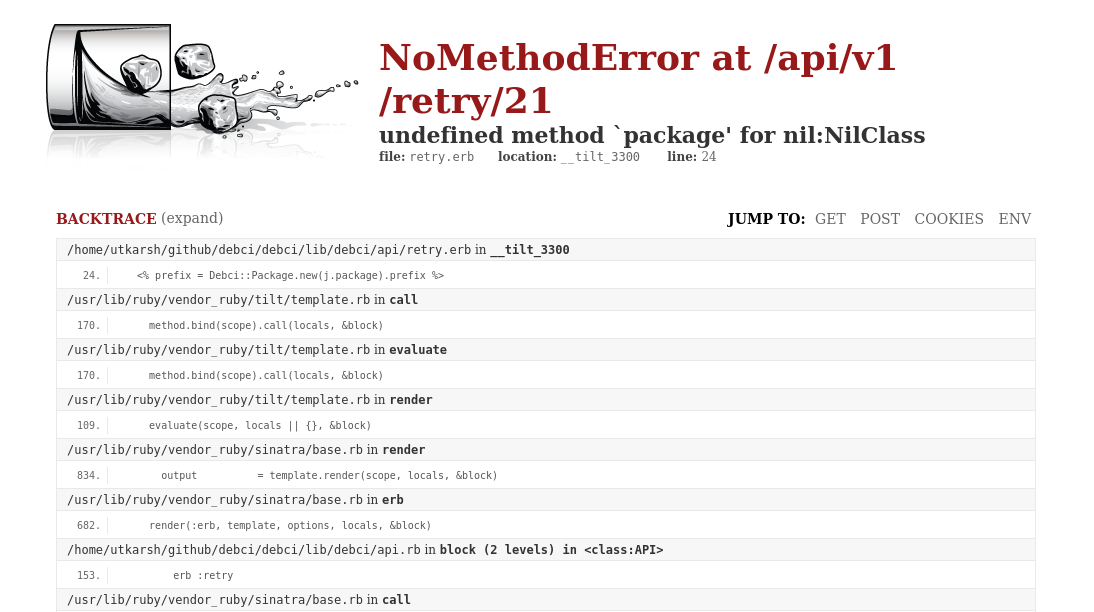 NoMethodError at /api/v1
/retry/21
undefined method `package' for nil:NilClass
file: retry.erb location: __tilt_3300 line: 24
BACKTRACE (expand) JUMP TO: GET POST COOKIES ENV
/home/utkarsh/github/debci/debci/lib/debci/api/retry.erb in __tilt_3300
24. <% prefix = Debci::Package.new(j.package).prefix %>
/usr/lib/ruby/vendor_ruby/tilt/template.rb in call
170. method.bind(scope).call(locals, &block)
/usr/lib/ruby/vendor_ruby/tilt/template.rb in evaluate
170. method.bind(scope).call(locals, &block)
/usr/lib/ruby/vendor_ruby/tilt/template.rb in render
109. evaluate(scope, locals || {}, &block)
/usr/lib/ruby/vendor_ruby/sinatra/base.rb in render
834. output = template.render(scope, locals, &block)
/usr/lib/ruby/vendor_ruby/sinatra/base.rb in erb
682. render(:erb, template, options, locals, &block)
/home/utkarsh/github/debci/debci/lib/debci/api.rb in block (2 levels) in <class:API>
153. erb :retry
/usr/lib/ruby/vendor_ruby/sinatra/base.rb in call